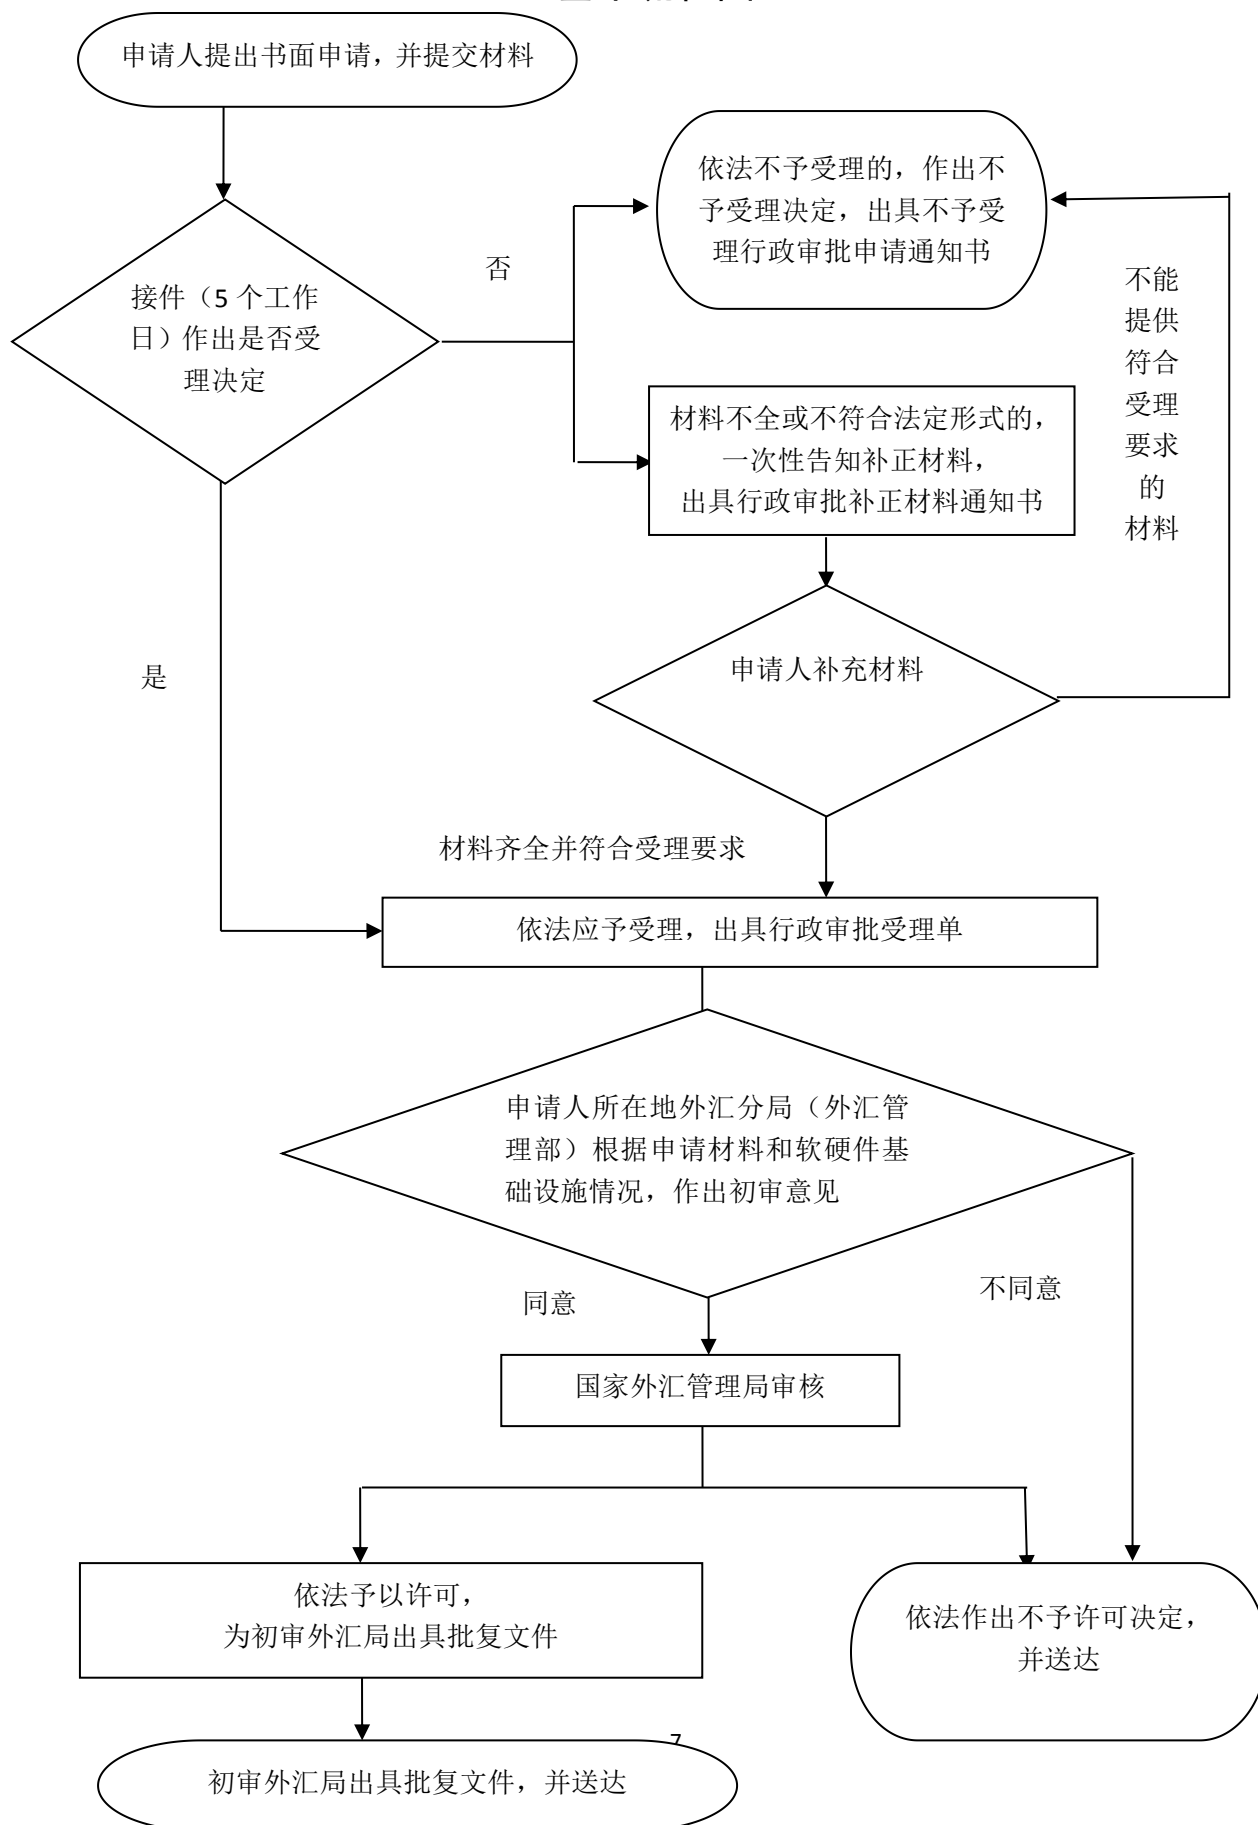 申请人提出书面申请，并提交材料
依法不予受理的，作出不
予受理决定，出具不予受
理行政审批申请通知书
否
接件（5 个工作
日）作出是否受
理决定
不能
提供
符合
受理
要求
的
材料
材料不全或不符合法定形式的，
一次性告知补正材料，
出具行政审批补正材料通知书
是
申请人补充材料
材料齐全并符合受理要求
依法应予受理，出具行政审批受理单
申请人所在地外汇分局（外汇管
理部）根据申请材料和软硬件基
础设施情况，作出初审意见
同意
不同意
国家外汇管理局审核
依法予以许可，
为初审外汇局出具批复文件
依法作出不予许可决定，
并送达
7
初审外汇局出具批复文件，并送达